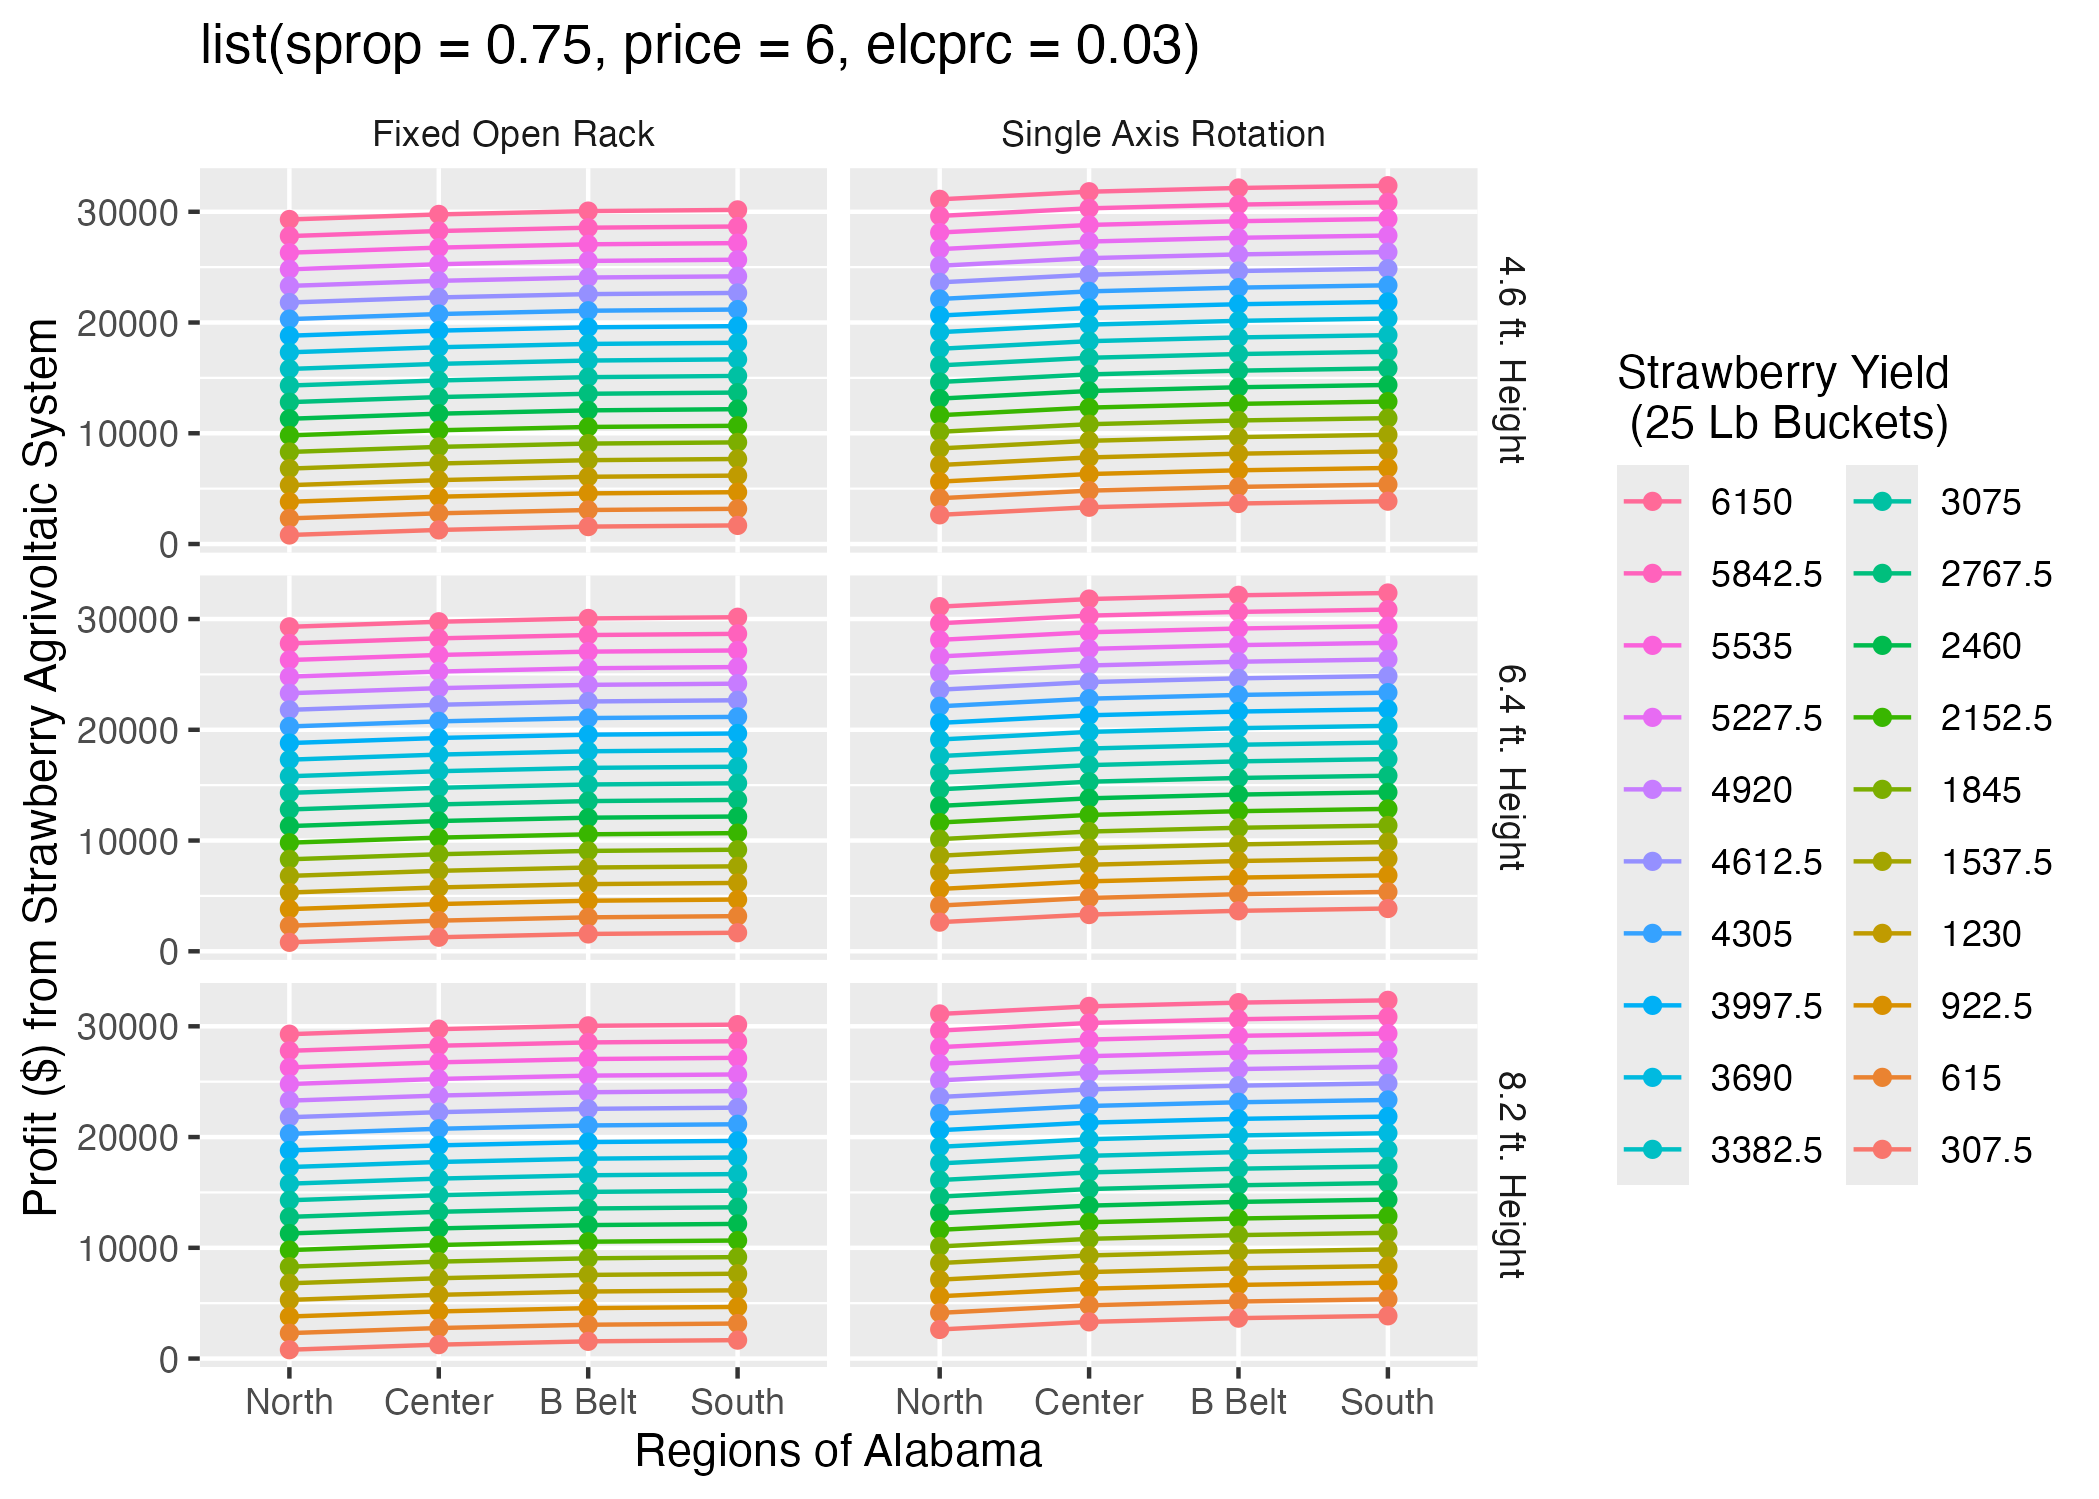 list(sprop = 0.75, price = 6, elcprc = 0.03)
Fixed Open Rack
Single Axis Rotation
Profit ($) from Strawberry Agrivoltaic System
30000
20000
10000
0
4.6 ft. Height
30000
20000
10000
0
6.4 ft. Height
30000
20000
10000
0
8.2 ft. Height
North Center B Belt South
North Center B Belt South
Regions of Alabama
Strawberry Yield
(25 Lb Buckets)
6150
5842.5
5535
5227.5
4920
4612.5
4305
3997.5
3690
3382.5
3075
2767.5
2460
2152.5
1845
1537.5
1230
922.5
615
307.5